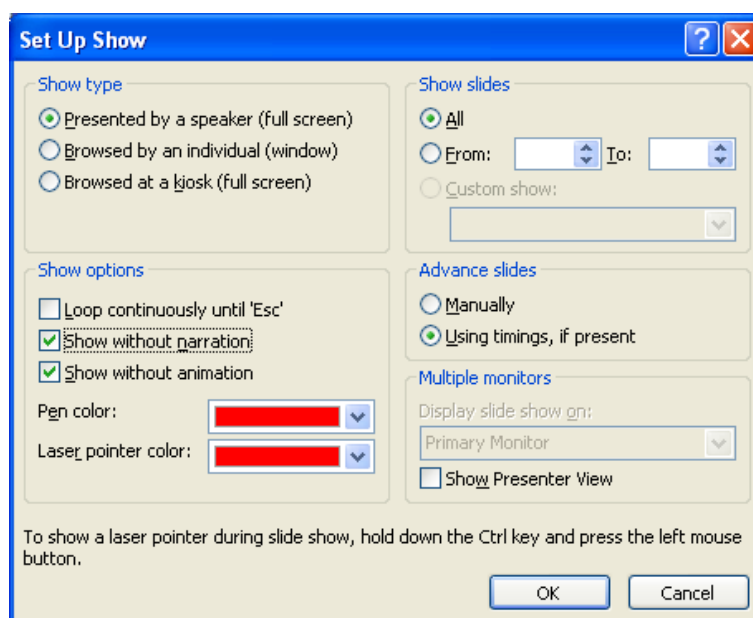 Set Up Show
Show type
Presented by a speaker (full screen)
Browsed by an individual (window)
Browsed at a kiosk (full screen)
Show slides
All
From: To:
Custom show:
Show options
Loop continuously until 'Esc'
Show without narration
Show without animation
Pen color:
Laser pointer color:
Advance slides
Manually
Using timings, if present
Multiple monitors
Display slide show on:
Primary Monitor
Show Presenter View
To show a laser pointer during slide show, hold down the Ctrl key and press the left mouse
button.
OK Cancel